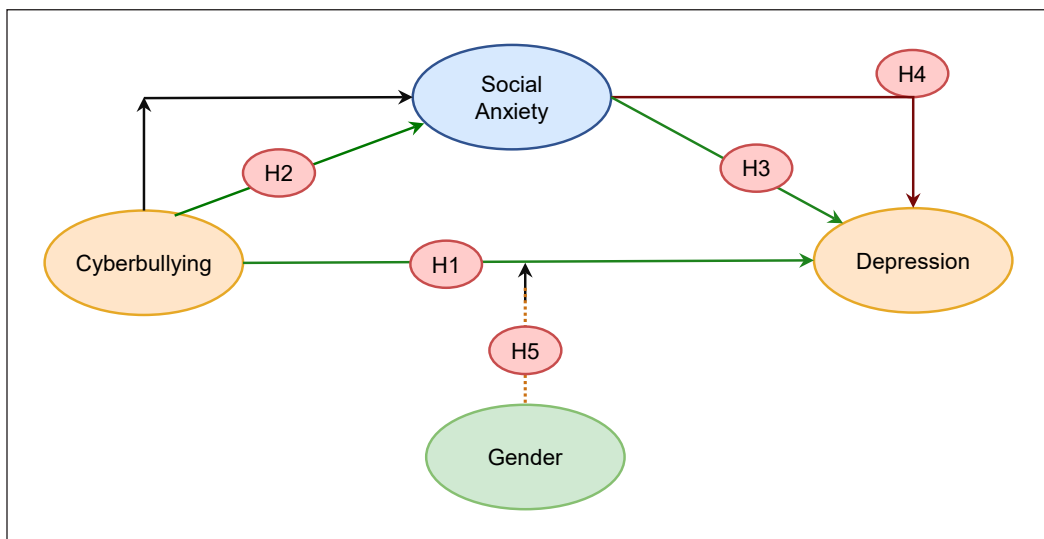 Social
Anxiety
H4
H2
H3
Cyberbullying
H1
Depression
H5
Gender